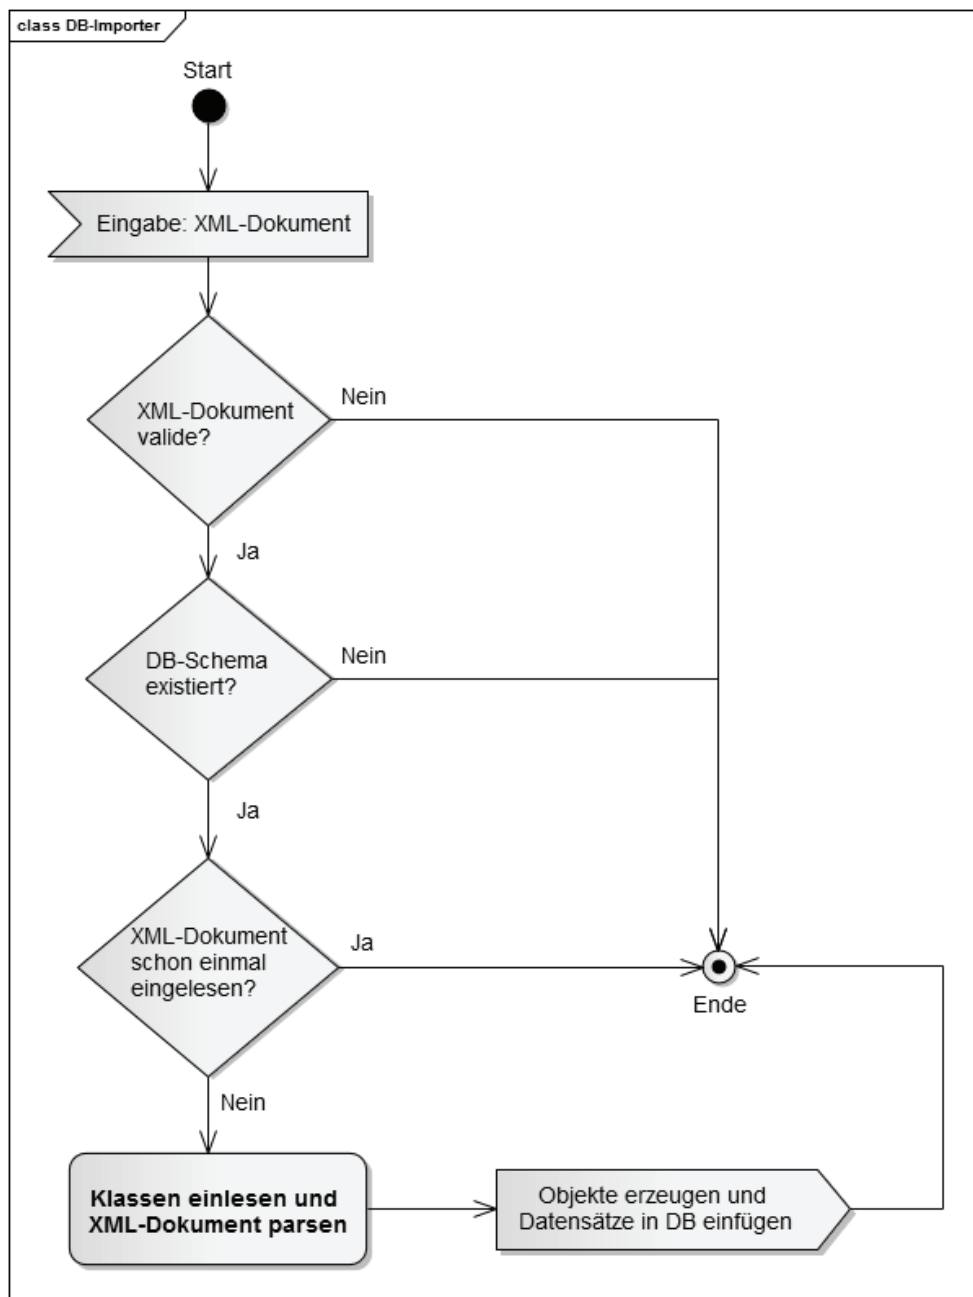 class DB-Importer
Start
Eingabe: XML-Dokument
XML-Dokument
valide?
Nein
Ja
DB-Schema
existiert?
Nein
Ja
XML-Dokument
schon einmal
eingelesen?
Ja
Ende
Nein
Klassen einlesen und
XML-Dokument parsen
Objekte erzeugen und
Datensätze in DB einfügen